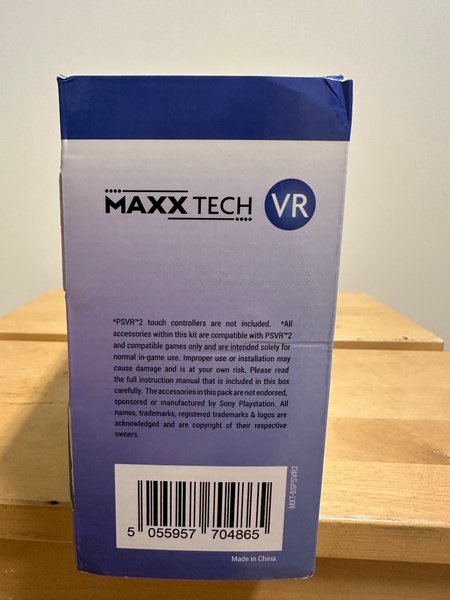 MAXX TECH VR
*PSVR™2 touch controllers are not included. *All
accessories within this kit are compatible with PSVR™2
and compatible games only and are intended solely for
normal in-game use. Improper use or installation may
cause damage and is at your own risk. Please read
the full instruction manual that is included in this box
carefully. The accessories in this pack are not endorsed,
sponsored or manufactured by Sony Playstation. All
names, trademarks, registered trademarks & logos are
acknowledged and are copyright of their respective
owners.
MXT-BSPSVR2
5 055957 704865
Made in China.